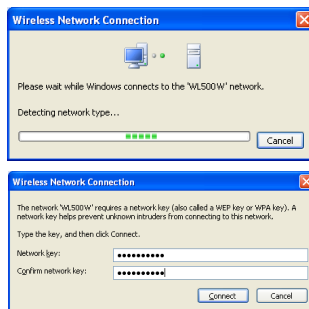 Wireless Network Connection
Please wait while Windows connects to the 'WL500W' network.
Detecting network type...
Cancel
Wireless Network Connection
The network 'WL500W' requires a network key (also called a WEP key or WPA key). A
network key helps prevent unknown intruders from connecting to this network.
Type the key, and then click Connect.
Network key: ●●●●●●●●●●
Confirm network key: ●●●●●●●●●●
Connect Cancel